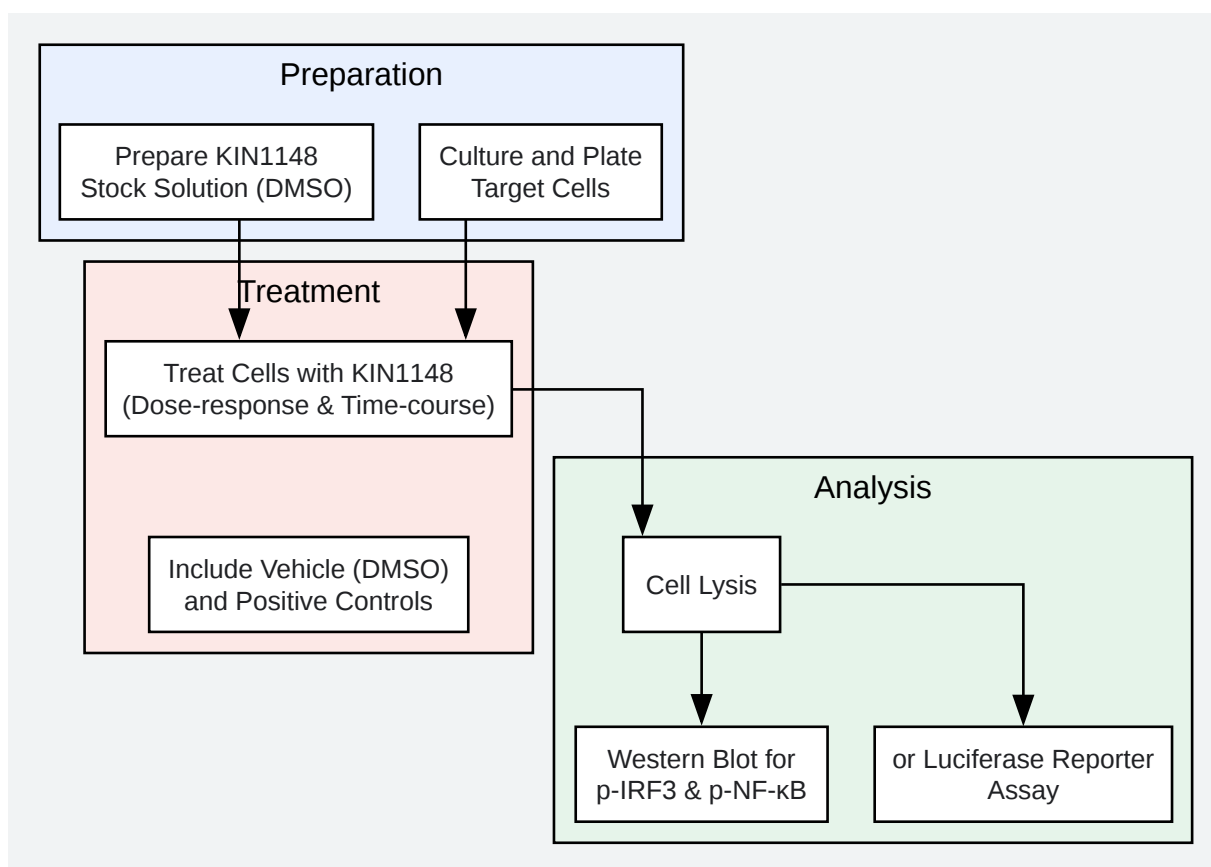 Preparation
Prepare KIN1148
Stock Solution (DMSO)
Culture and Plate
Target Cells
Treatment
Treat Cells with KIN1148
(Dose-response & Time-course)
Include Vehicle (DMSO)
and Positive Controls
Analysis
Cell Lysis
Western Blot for
p-IRF3 & p-NF-κB
or Luciferase Reporter
Assay